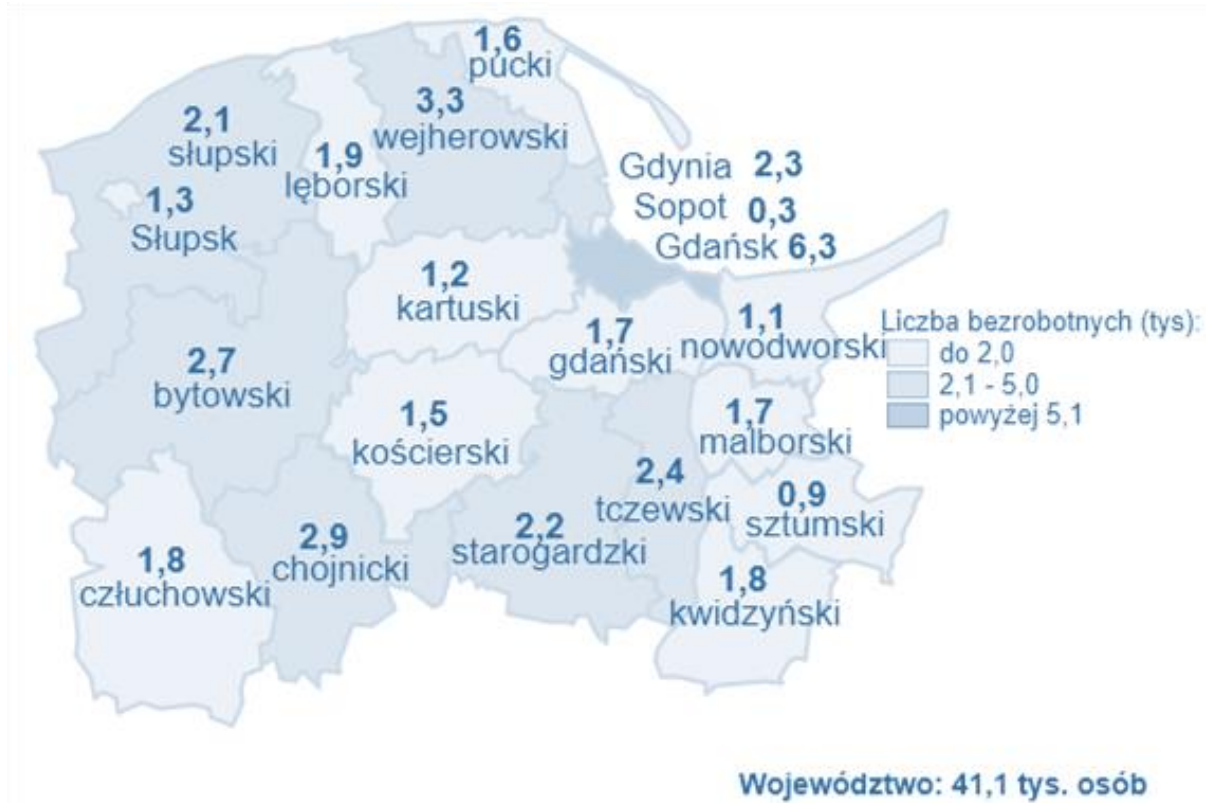 1,6
pucki
3,3
wejherowski
2,1
słupski
1,9
lęborski
1,3
Słupsk
Gdynia 2,3
Sopot 0,3
Gdańsk 6,3
1,2
kartuski
1,7
gdański
1,1
nowodworski
Liczba bezrobotnych (tys):
do 2,0
2,1 - 5,0
powyżej 5,1
2,7
bytowski
1,5
kościerski
1,7
malborski
2,4
tczewski
0,9
sztumski
2,2
starogardzki
2,9
chojnicki
1,8
człuchowski
1,8
kwidzyński
Województwo: 41,1 tys. osób